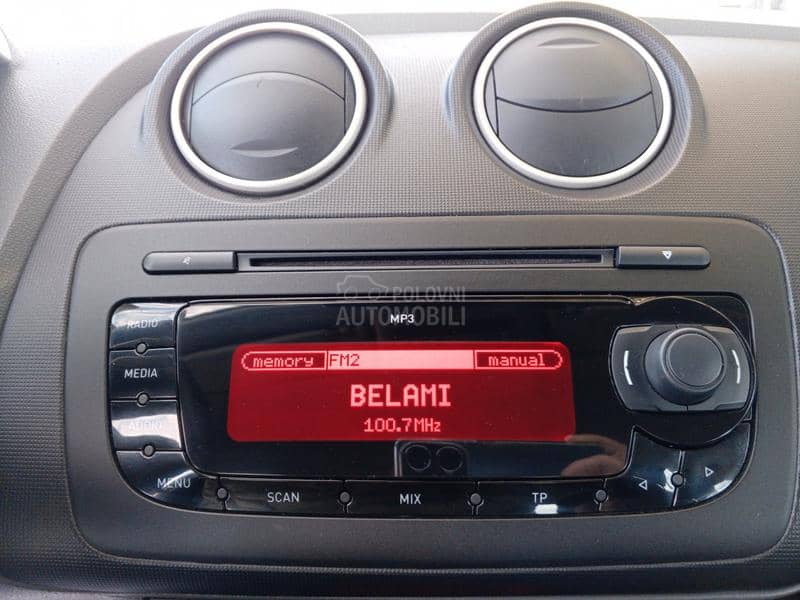 POLOVNI
AUTOMOBILI
MP3
RADIO
MEDIA
AUDIO
MENU
memory FM2 manual
BELAMI
100.7MHz
SCAN MIX TP